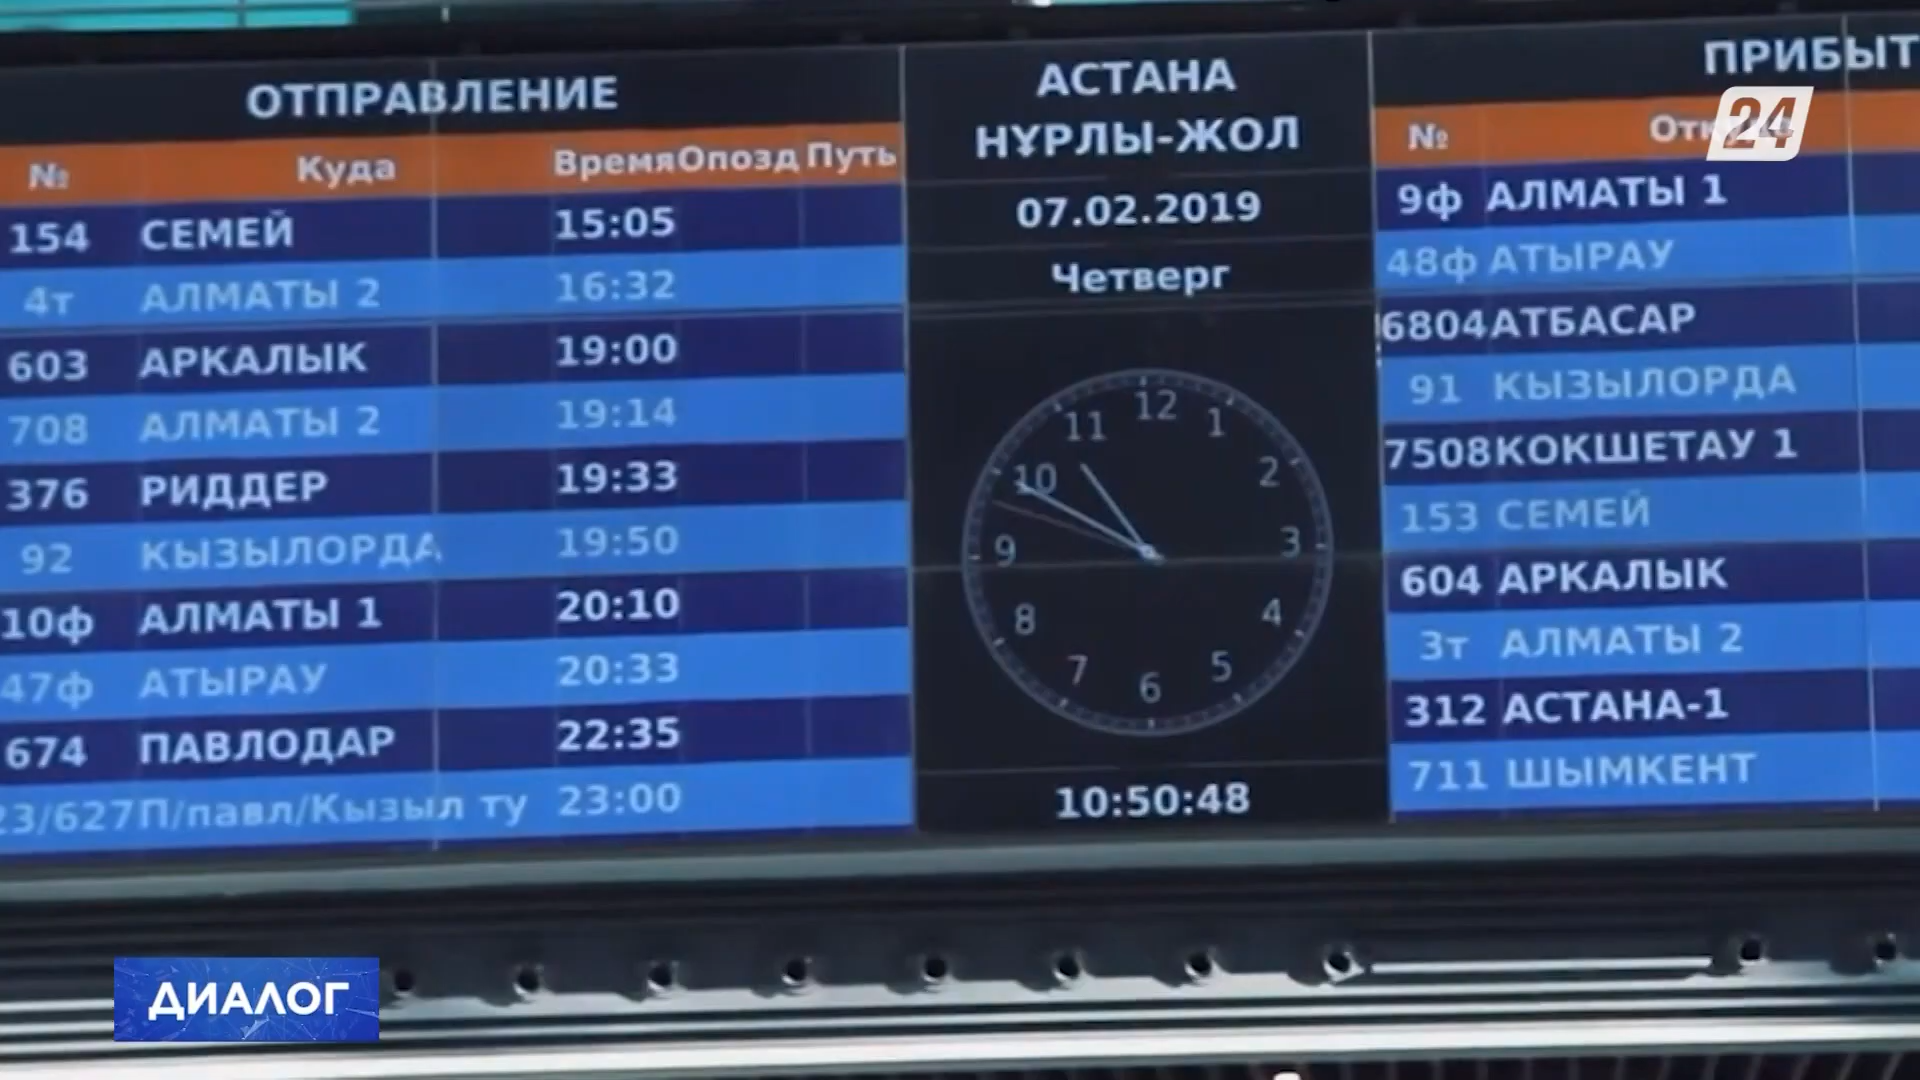 ОТПРАВЛЕНИЕ
№ Куда Время Опозд Путь
154 СЕМЕЙ 15:05
4т АЛМАТЫ 2 16:32
603 АРКАЛЫК 19:00
708 АЛМАТЫ 2 19:14
376 РИДДЕР 19:33
92 КЫЗЫЛОРДА 19:50
10ф АЛМАТЫ 1 20:10
47ф АТЫРАУ 20:33
674 ПАВЛОДАР 22:35
23/627 П/павл/Кызыл ту 23:00
АСТАНА
НҰРЛЫ-ЖОЛ
07.02.2019
Четверг
12
1
2
3
4
5
6
7
8
9
10
11
10:50:48
ПРИБЫТ
№
24
9ф АЛМАТЫ 1
48ф АТЫРАУ
6804 АТБАСАР
91 КЫЗЫЛОРДА
7508 КОКШЕТАУ 1
153 СЕМЕЙ
604 АРКАЛЫК
3т АЛМАТЫ 2
312 АСТАНА-1
711 ШЫМКЕНТ
ДИАЛОГ